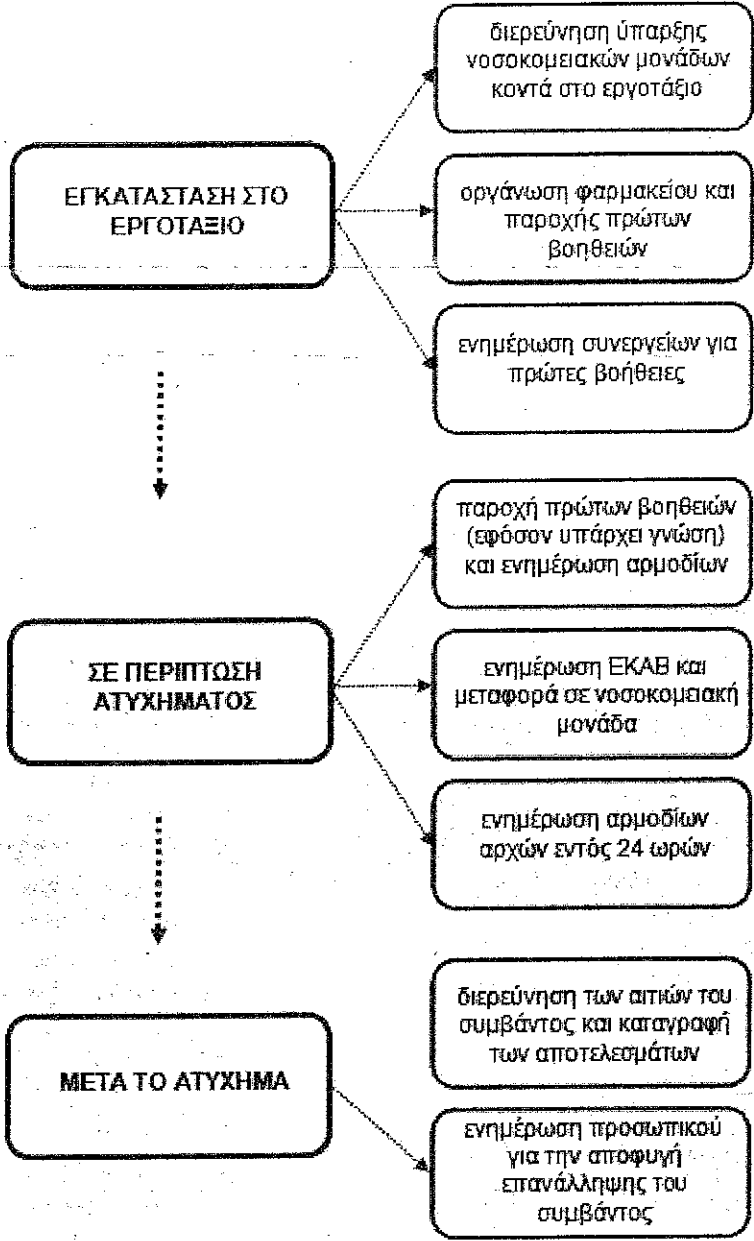 ΕΓΚΑΤΑΣΤΑΣΗ ΣΤΟ
ΕΡΓΟΤΑΞΙΟ
διερεύνηση ύπαρξης
νοσοκομειακών μονάδων
κοντά στο εργοτάξιο
οργάνωση φαρμακείου και
παροχής πρώτων
βοηθειών
ενημέρωση συνεργείων για
πρώτες βοήθειες
ΣΕ ΠΕΡΙΠΤΩΣΗ
ΑΤΥΧΗΜΑΤΟΣ
παροχή πρώτων βοηθειών
(εφόσον υπάρχει γνώση)
και ενημέρωση αρμοδίων
ενημέρωση ΕΚΑΒ και
μεταφορά σε νοσοκομειακή
μονάδα
ενημέρωση αρμοδίων
αρχών εντός 24 ωρών
ΜΕΤΑ ΤΟ ΑΤΥΧΗΜΑ
διερεύνηση των αιτιών του
συμβάντος και καταγραφή
των αποτελεσμάτων
ενημέρωση προσωπικού
για την αποφυγή
επανάλληψης του
συμβάντος